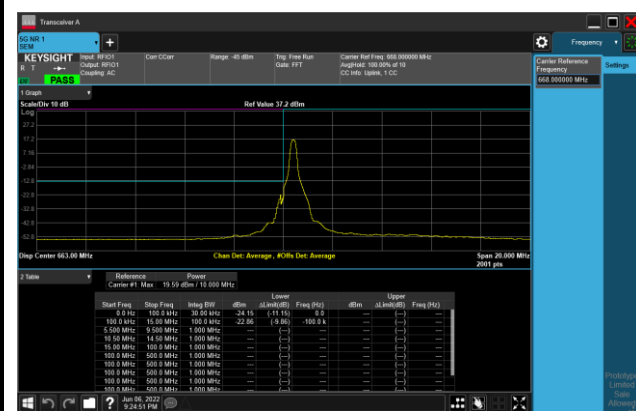 Transceiver A
5G NR 1
SEM
Frequency
KEYSIGHT
R T
PASS
Input: RFIO1
Output: RFIO1
Coupling: AC
Corr CCorr
Range: -45 dBm
Trig: Free Run
Gate: FFT
Carrier Ref Freq: 668.000000 MHz
Avg|Hold: 100.00% of 10
CC Info: Uplink, 1 CC
Carrier Reference
Frequency
668.000000 MHz
Settings
1 Graph
Scale/Div 10 dB
Ref Value 37.2 dBm
Log
27.2
17.2
7.16
-2.84
-12.8
-22.8
-32.8
-42.8
-52.8
Disp Center 663.00 MHz
Chan Det: Average , #Offs Det: Average
Span 20.000 MHz
2001 pts
2 Table
Reference Power
Carrier #1 Max 19.59 dBm / 10.000 MHz
Lower Upper
Start Freq Stop Freq Integ BW dBm ΔLimit(dB) Freq (Hz) dBm ΔLimit(dB) Freq (Hz)
0.0 Hz 100.0 kHz 30.00 kHz -24.15 (-11.15) 0.0 --- (---) ---
100.0 kHz 15.00 MHz 100.0 kHz -22.86 (-9.86) -100.0 k --- (---) ---
5.500 MHz 9.500 MHz 1.000 MHz --- (---) --- --- (---) ---
10.50 MHz 14.50 MHz 1.000 MHz --- (---) --- --- (---) ---
15.00 MHz 100.0 MHz 1.000 MHz --- (---) --- --- (---) ---
100.0 MHz 500.0 MHz 1.000 MHz --- (---) --- --- (---) ---
100.0 MHz 500.0 MHz 1.000 MHz --- (---) --- --- (---) ---
100.0 MHz 500.0 MHz 1.000 MHz --- (---) --- --- (---) ---
100.0 MHz 500.0 MHz 1.000 MHz --- (---) --- --- (---) ---
Jun 06, 2022
9:24:51 PM
Prototype
Limited
Sale
Allowed